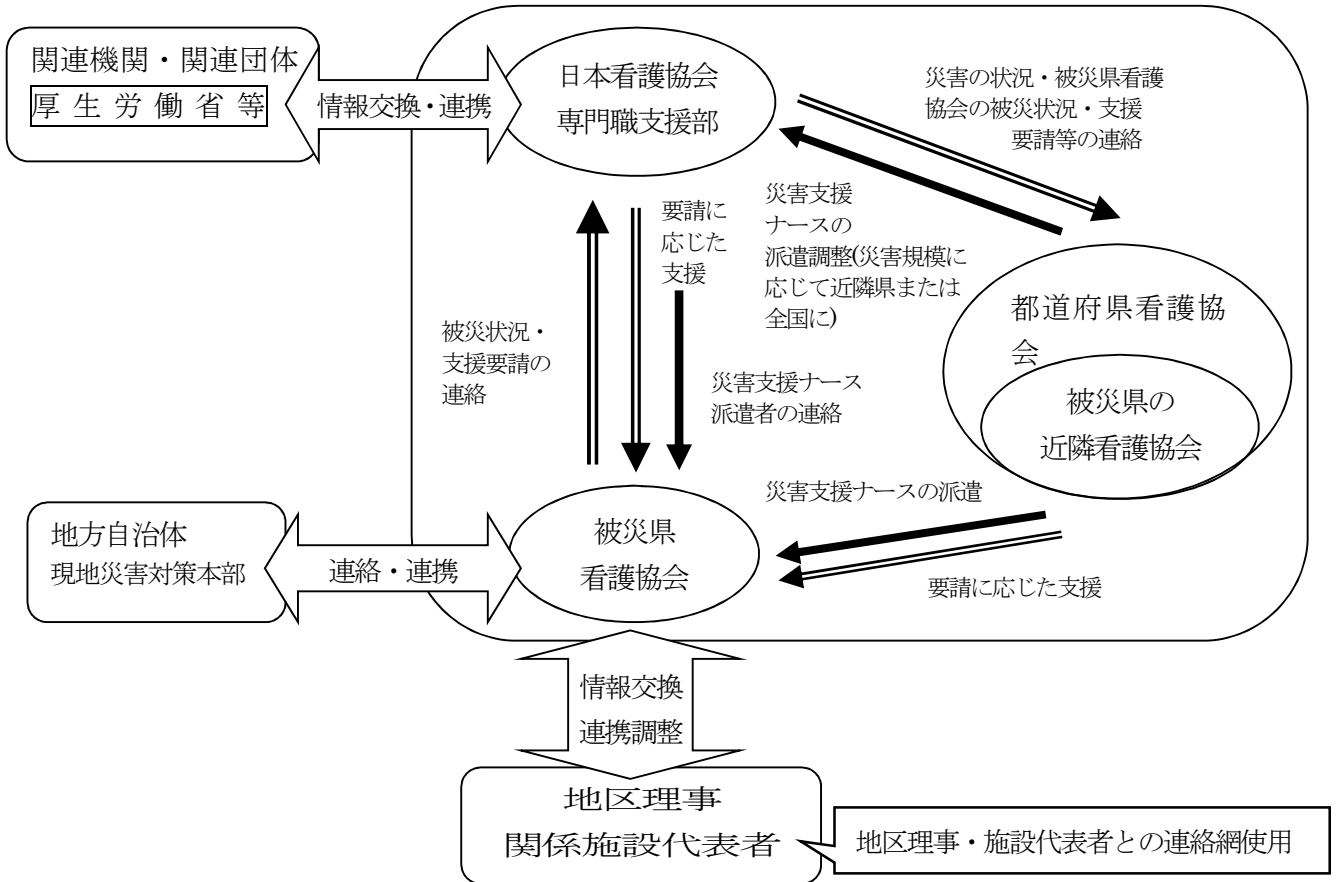 関連機関・関連団体
厚生労働省等
情報交換・連携
日本看護協会
専門職支援部
災害の状況・被災県看護
協会の被災状況・支援
要請等の連絡
災害支援
ナースの
派遣調整(災害規模に
応じて近隣県または
全国に)
要請に
応じた
支援
被災状況・
支援要請の
連絡
災害支援ナース
派遣者の連絡
都道府県看護協
会
被災県の
近隣看護協会
災害支援ナースの派遣
要請に応じた支援
地方自治体
現地災害対策本部
連絡・連携
被災県
看護協会
情報交換
連携調整
地区理事
関係施設代表者
地区理事・施設代表者との連絡網使用